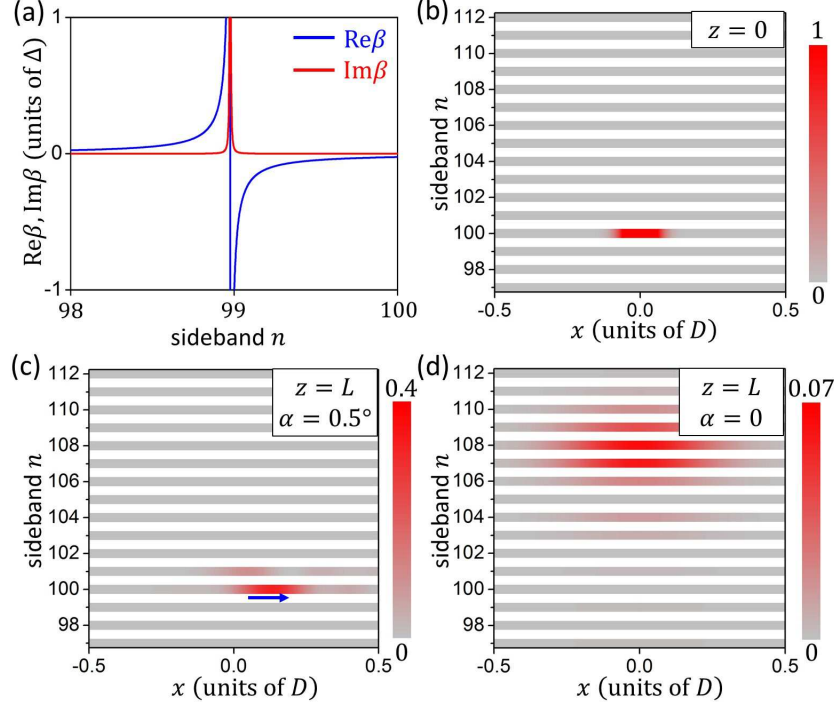 (a)
Reβ, Imβ (units of Δ)
1
0
-1
Reβ
Imβ
98
99
100
sideband n
(b)
sideband n
112
110
108
106
104
102
100
98
z = 0
1
0
-0.5
0.0
0.5
x (units of D)
(c)
sideband n
112
110
108
106
104
102
100
98
z = L
α = 0.5°
0.4
0
-0.5
0.0
0.5
x (units of D)
(d)
sideband n
112
110
108
106
104
102
100
98
z = L
α = 0
0.07
0
-0.5
0.0
0.5
x (units of D)